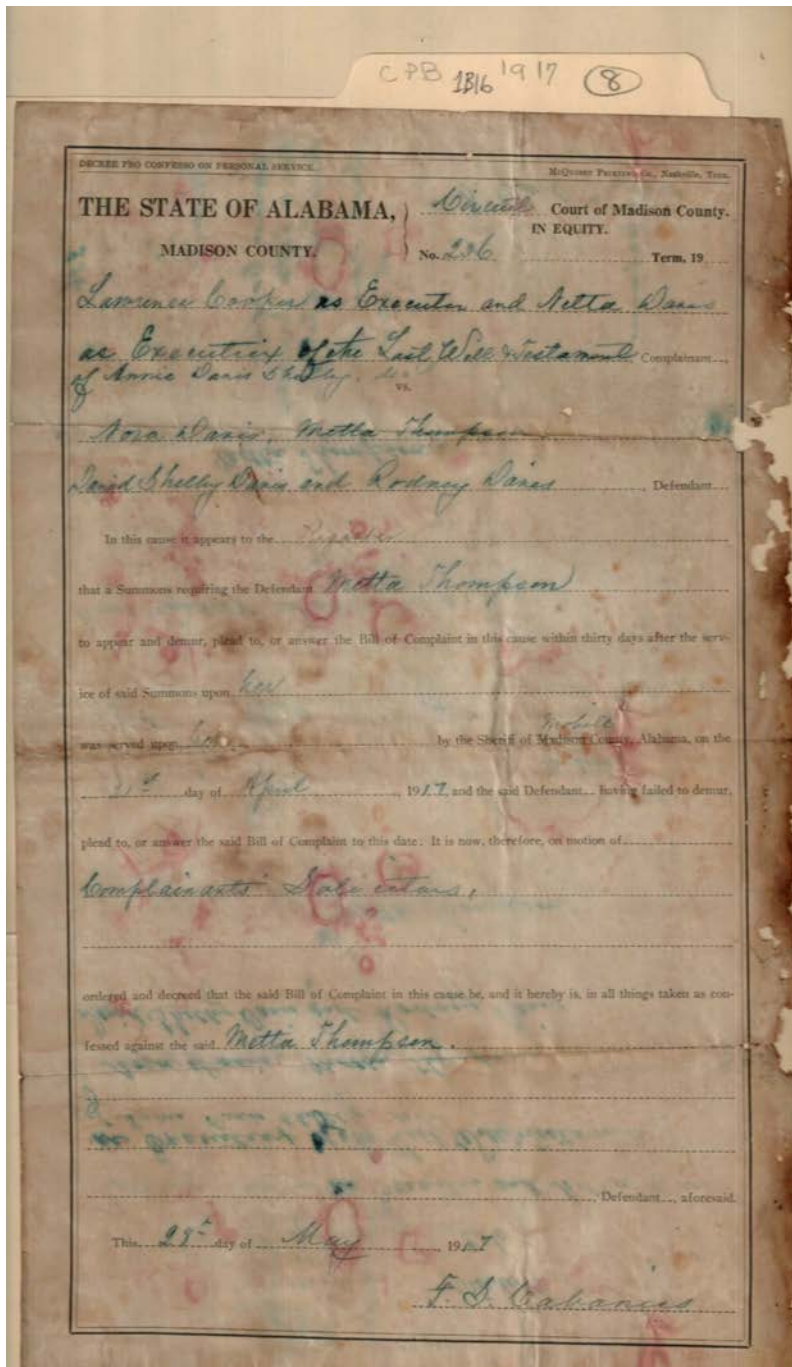 CPB 1B16 1917 8
DECREE PRO CONFESSO ON PERSONAL SERVICE. McQuiddy Printing Co., Nashville, Tenn.
THE STATE OF ALABAMA, Circuit Court of Madison County.
IN EQUITY.
MADISON COUNTY. No. 236 Term, 19
Lawrence Cooper as Executor and Netta Davis
as Executrix of the Last Will & Testament Complainant
of Annie Davis Shelby,
vs.
Nora Davis, Metta Thompson
David Shelby Davis and Rodney Davis, Defendant
In this cause it appears to the Register
that a Summons requiring the Defendant Metta Thompson
to appear and demur, plead to, or answer the Bill of Complaint in this cause within thirty days after the serv-
ice of said Summons upon her
was served upon her by the Sheriff of Madison County, Alabama, on the
Mobile
day of April, 1917 and the said Defendant having failed to demur,
plead to, or answer the said Bill of Complaint to this date: It is now, therefore, on motion of
Complainants' Solicitors,
ordered and decreed that the said Bill of Complaint in this cause be, and it hereby is, in all things taken as con-
fessed against the said Metta Thompson.
, Defendant, aforesaid.
This day of May, 1917
F. D. Cabaniss